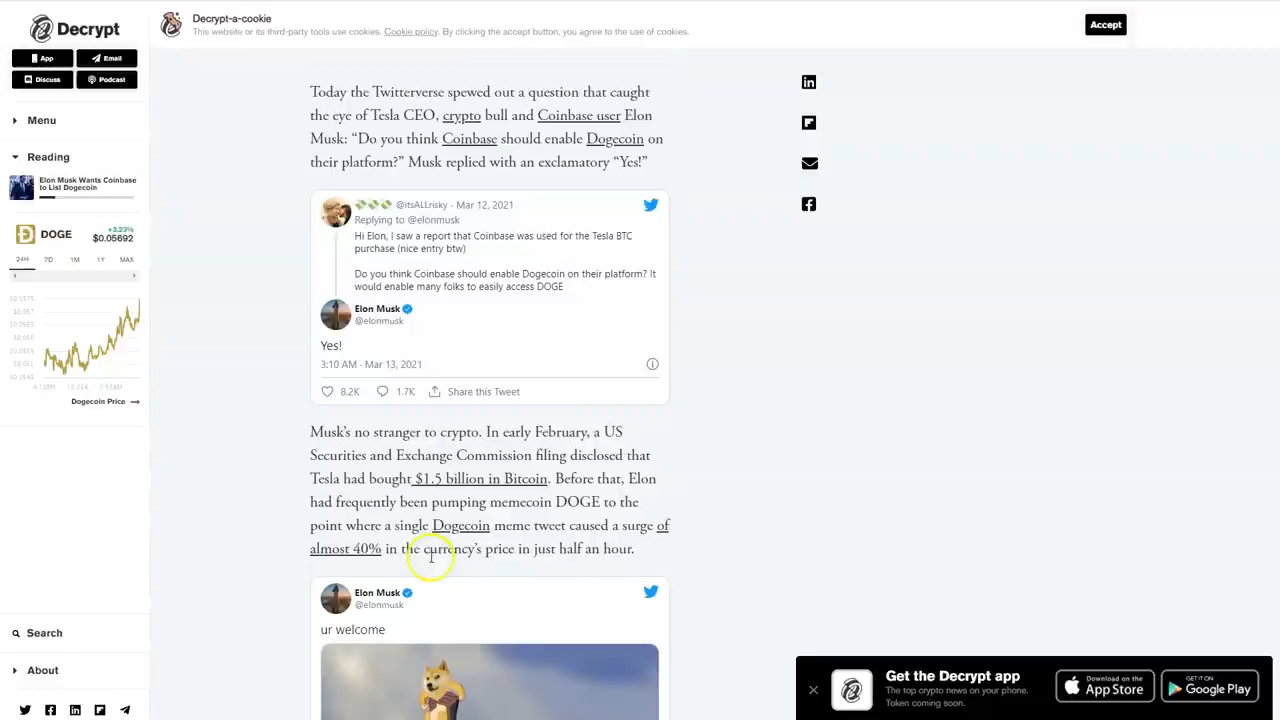 Decrypt
App
Email
Discuss
Podcast
Menu
Reading
Elon Musk Wants Coinbase
to List Dogecoin
DOGE
+3.23%
$0.05692
24H 7D 1M 1Y MAX
Dogecoin Price
Search
About
Decrypt-a-cookie
This website or its third-party tools use cookies. Cookie policy. By clicking the accept button, you agree to the use of cookies.
Accept
Today the Twitterverse spewed out a question that caught
the eye of Tesla CEO, crypto bull and Coinbase user Elon
Musk: “Do you think Coinbase should enable Dogecoin on
their platform?” Musk replied with an exclamatory “Yes!”
@itsALLrisky · Mar 12, 2021
Replying to @elonmusk
Hi Elon, I saw a report that Coinbase was used for the Tesla BTC
purchase (nice entry btw)
Do you think Coinbase should enable Dogecoin on their platform? It
would enable many folks to easily access DOGE
Elon Musk
@elonmusk
Yes!
3:10 AM · Mar 13, 2021
8.2K 1.7K Share this Tweet
Musk’s no stranger to crypto. In early February, a US
Securities and Exchange Commission filing disclosed that
Tesla had bought $1.5 billion in Bitcoin. Before that, Elon
had frequently been pumping memecoin DOGE to the
point where a single Dogecoin meme tweet caused a surge of
almost 40% in the currency’s price in just half an hour.
Elon Musk
@elonmusk
ur welcome
Get the Decrypt app
The top crypto news on your phone.
Token coming soon.
Download on the
App Store
GET IT ON
Google Play